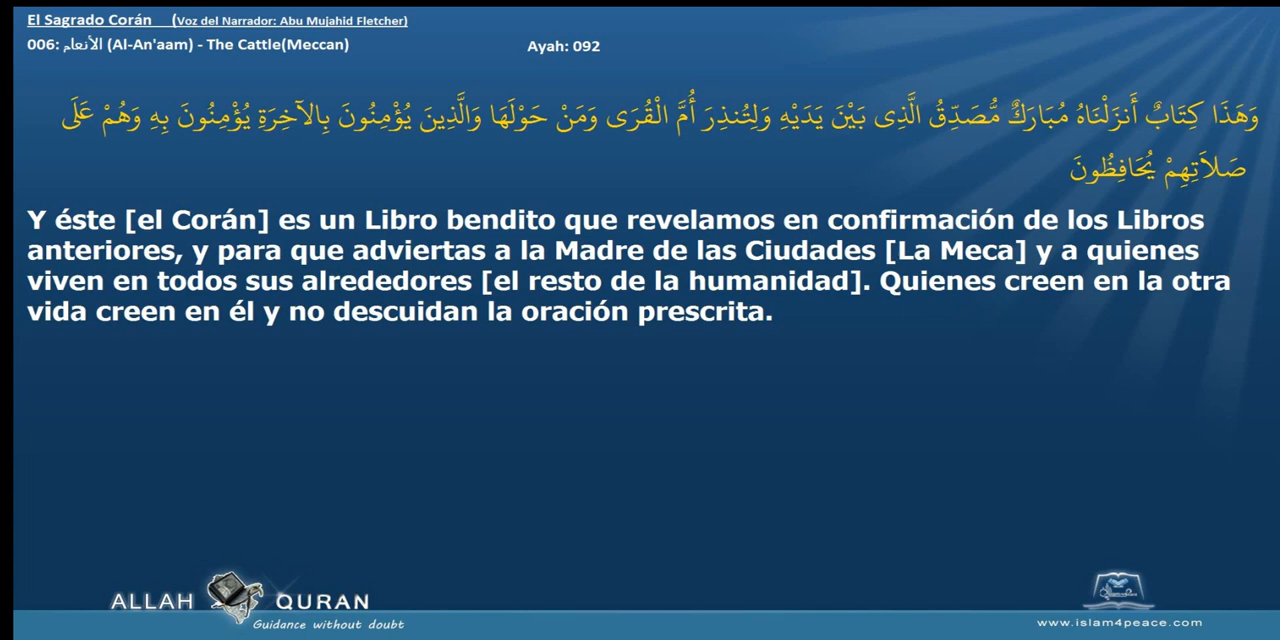 El Sagrado Corán (Voz del Narrador: Abu Mujahid Fletcher)
006: الأنعام (Al-An'aam) - The Cattle(Meccan) Ayah: 092
وَهَذَا كِتَابٌ أَنزَلْنَاهُ مُبَارَكٌ مُّصَدِّقُ الَّذِى بَيْنَ يَدَيْهِ وَلِتُنذِرَ أُمَّ الْقُرَى وَمَنْ حَوْلَهَا وَالَّذِينَ يُؤْمِنُونَ بِالآخِرَةِ يُؤْمِنُونَ بِهِ وَهُمْ عَلَى
صَلاَتِهِمْ يُحَافِظُونَ
Y éste [el Corán] es un Libro bendito que revelamos en confirmación de los Libros
anteriores, y para que adviertas a la Madre de las Ciudades [La Meca] y a quienes
viven en todos sus alrededores [el resto de la humanidad]. Quienes creen en la otra
vida creen en él y no descuidan la oración prescrita.
ALLAH QURAN
Guidance without doubt
www.islam4peace.com